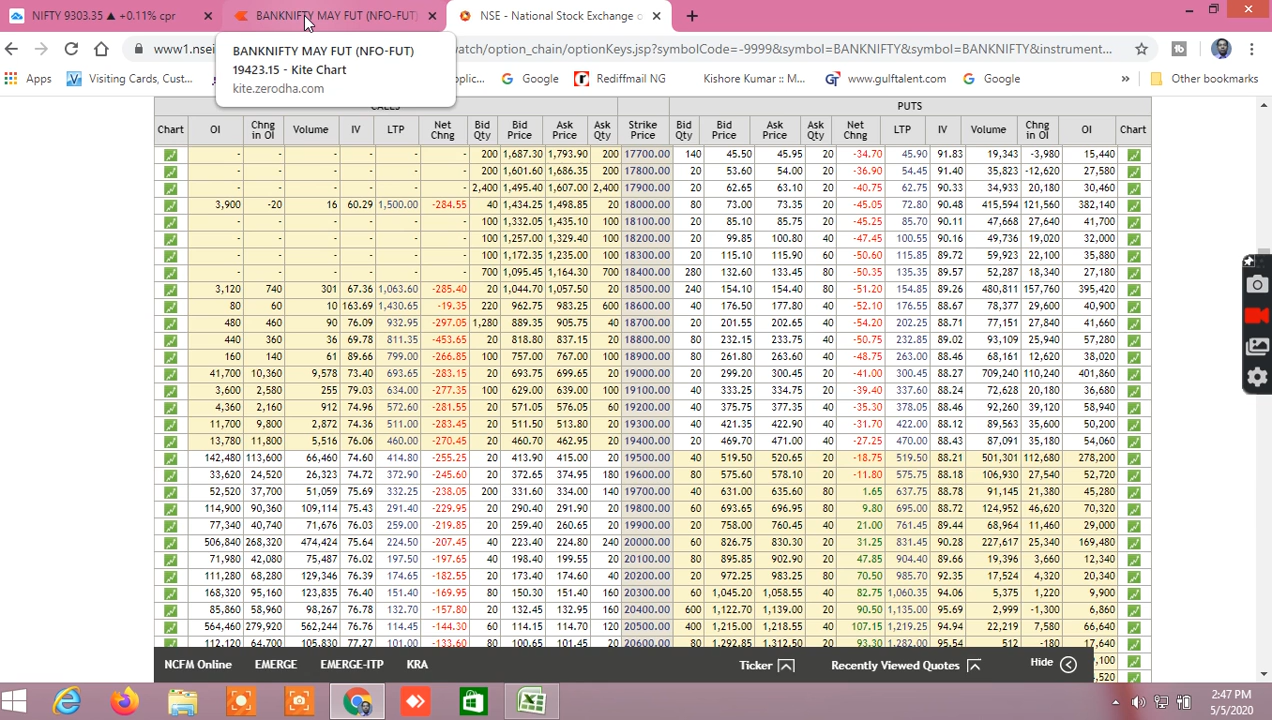 NIFTY 9303.35 ▲ +0.11% cpr
BANKNIFTY MAY FUT (NFO-FUT)
NSE - National Stock Exchange o
BANKNIFTY MAY FUT (NFO-FUT)
19423.15 - Kite Chart
kite.zerodha.com
www1.nsei
watch/option_chain/optionKeys.jsp?symbolCode=-9999&symbol=BANKNIFTY&symbol=BANKNIFTY&instrument...
Apps Visiting Cards, Cust... plic... Google Rediffmail NG Kishore Kumar :: M... www.gulftalent.com Google » Other bookmarks
PUTS
Chart OI Chng in OI Volume IV LTP Net Chng Bid Qty Bid Price Ask Price Ask Qty Strike Price Bid Qty Bid Price Ask Price Ask Qty Net Chng LTP IV Volume Chng in OI OI Chart
- - - - - - 200 1,687.30 1,793.90 200 17700.00 140 45.50 45.95 20 -34.70 45.90 91.83 19,343 -3,980 15,440
- - - - - - 200 1,601.60 1,686.35 200 17800.00 20 53.60 54.00 20 -36.90 54.45 91.40 35,823 -12,620 27,580
- - - - - - 2,400 1,495.40 1,607.00 2,400 17900.00 20 62.65 63.10 20 -40.75 62.75 90.33 34,933 20,180 30,460
3,900 -20 16 60.29 1,500.00 -284.55 40 1,434.25 1,498.85 20 18000.00 80 73.00 73.35 20 -45.05 72.80 90.48 415,594 121,560 382,140
- - - - - - 100 1,332.05 1,435.10 100 18100.00 20 85.10 85.75 20 -45.25 85.70 90.11 47,668 27,640 41,700
- - - - - - 100 1,257.00 1,329.40 100 18200.00 20 99.85 100.80 40 -47.45 100.55 90.16 49,736 19,020 32,000
- - - - - - 100 1,172.35 1,235.00 100 18300.00 20 115.10 115.90 60 -50.60 115.85 89.72 59,923 22,100 35,880
- - - - - - 700 1,095.45 1,164.30 700 18400.00 280 132.60 133.45 80 -50.35 135.35 89.57 52,287 18,340 27,180
3,120 740 301 67.36 1,063.60 -285.40 20 1,044.70 1,057.50 20 18500.00 240 154.10 154.40 80 -51.20 154.85 89.26 480,811 157,760 395,420
80 60 10 163.69 1,430.65 -19.35 220 962.75 983.25 600 18600.00 40 176.50 177.80 40 -52.10 176.55 88.67 78,377 29,600 40,900
480 460 90 76.09 932.95 -297.05 1,280 889.35 905.75 40 18700.00 20 201.55 202.65 40 -54.20 202.25 88.71 77,151 27,840 41,660
440 360 36 69.78 811.35 -453.65 20 818.80 837.15 20 18800.00 20 232.15 233.75 40 -50.75 232.85 89.02 93,109 25,940 57,280
160 140 61 89.66 799.00 -266.85 100 757.00 767.00 100 18900.00 80 261.80 263.60 40 -48.75 263.00 88.46 68,161 12,620 38,020
41,700 10,360 9,578 73.40 693.65 -283.15 20 693.75 699.65 20 19000.00 20 299.20 300.45 20 -41.00 300.45 88.27 709,240 110,240 401,860
3,600 2,580 255 79.03 634.00 -277.35 100 629.00 639.00 100 19100.00 40 333.25 334.75 20 -39.40 337.60 88.24 72,628 20,180 36,680
4,360 2,160 912 74.96 572.60 -281.55 20 571.05 576.05 60 19200.00 40 375.75 377.35 40 -35.30 378.05 88.46 92,260 39,120 58,940
11,700 9,800 2,872 74.36 511.00 -283.45 20 511.50 513.80 20 19300.00 40 421.35 422.90 40 -31.70 422.00 88.12 89,563 35,600 50,200
13,780 11,800 5,516 76.06 460.00 -270.45 20 460.70 462.95 20 19400.00 20 469.70 471.00 20 -27.25 470.00 88.43 87,091 35,180 54,060
142,480 113,600 66,460 74.60 414.80 -255.25 20 413.90 415.00 20 19500.00 40 519.50 520.65 20 -18.75 519.55 88.21 501,301 112,680 278,200
33,620 24,520 26,323 74.72 372.90 -245.60 20 372.65 374.95 180 19600.00 80 575.60 578.10 20 -11.80 575.75 88.18 106,930 27,540 52,720
52,520 37,700 51,059 75.69 332.25 -238.05 200 331.60 334.00 140 19700.00 40 631.00 635.60 80 1.65 637.75 88.78 91,145 21,380 45,280
114,900 90,360 109,114 75.43 291.40 -229.95 20 290.40 291.90 20 19800.00 60 693.65 696.95 80 9.80 695.00 88.72 124,952 46,620 70,320
77,340 40,740 71,676 76.03 259.00 -219.85 20 259.20 260.65 20 19900.00 20 758.00 760.45 40 21.00 761.45 89.44 68,964 11,460 29,000
506,840 268,500 474,424 75.64 224.50 -207.45 40 223.40 224.80 240 20000.00 60 826.75 830.30 20 31.25 831.45 90.28 227,617 25,340 169,480
71,980 42,080 75,487 76.02 197.50 -197.65 40 198.40 199.55 20 20100.00 80 895.85 902.90 20 47.85 904.40 89.66 19,396 3,660 12,340
111,280 68,280 129,346 76.39 174.65 -182.55 20 173.40 174.60 40 20200.00 20 972.25 983.25 80 70.50 985.70 92.35 17,524 4,320 20,340
168,320 95,160 123,835 76.40 151.40 -169.95 80 150.30 151.40 160 20300.00 60 1,045.20 1,058.55 40 82.75 1,060.35 94.06 5,375 1,220 9,900
85,860 58,960 98,267 76.78 132.70 -157.80 20 132.45 132.95 160 20400.00 600 1,122.70 1,139.00 20 90.50 1,135.00 95.69 2,999 -1,300 6,860
564,460 279,920 562,244 76.76 114.15 -144.30 60 114.15 114.70 120 20500.00 400 1,215.00 1,218.55 40 107.15 1,219.25 94.94 22,219 7,580 66,640
112,120 64,700 105,830 77.27 101.00 -133.60 80 100.65 101.45 20 20600.00 20 1,292.85 1,312.50 20 93.30 1,282.00 95.54 512 -180 17,640
NCFM Online EMERGE EMERGE-ITP KRA Ticker Recently Viewed Quotes Hide
2:47 PM
5/5/2020